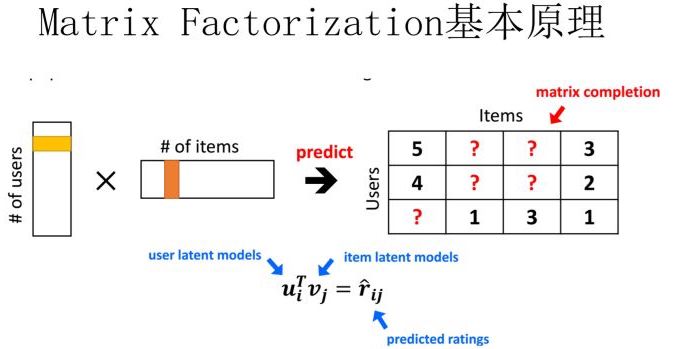 Matrix Factorization基本原理
matrix completion
Items
# of users
×
# of items
predict
Users
5 ? ? 3
4 ? ? 2
? 1 3 1
user latent models
item latent models
u_i^T v_j = r̂_ij
predicted ratings